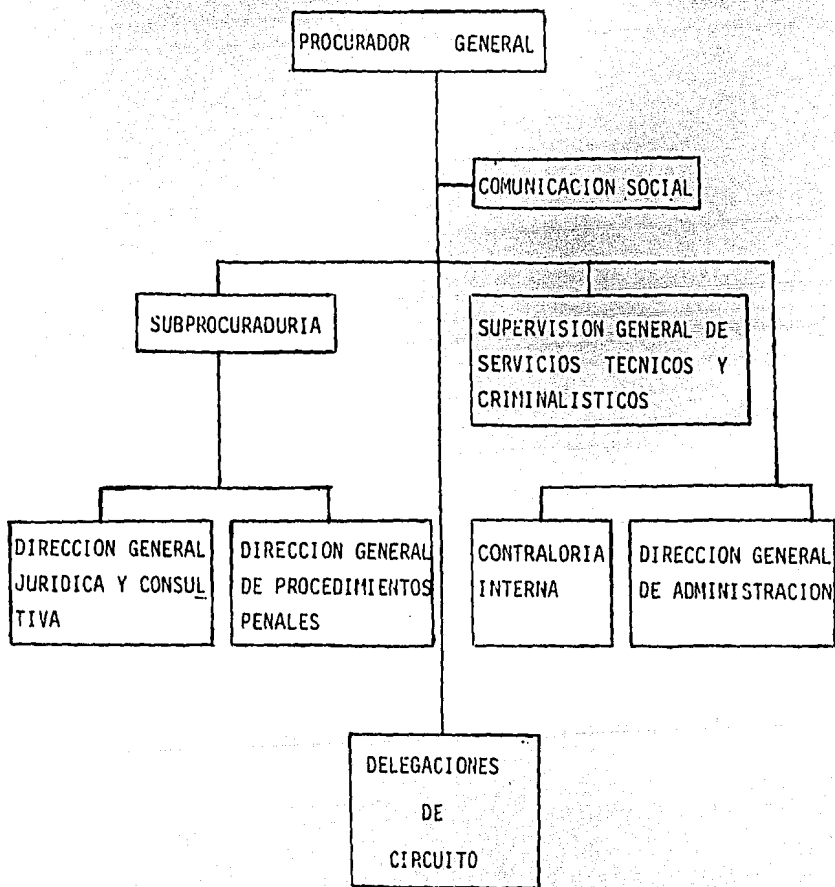 PROCURADOR GENERAL
COMUNICACION SOCIAL
SUBPROCURADURIA
SUPERVISION GENERAL DE
SERVICIOS TECNICOS Y
CRIMINALISTICOS
DIRECCION GENERAL
JURIDICA Y CONSUL
TIVA
DIRECCION GENERAL
DE PROCEDIMIENTOS
PENALES
CONTRALORIA
INTERNA
DIRECCION GENERAL
DE ADMINISTRACION
DELEGACIONES
DE
CIRCUITO